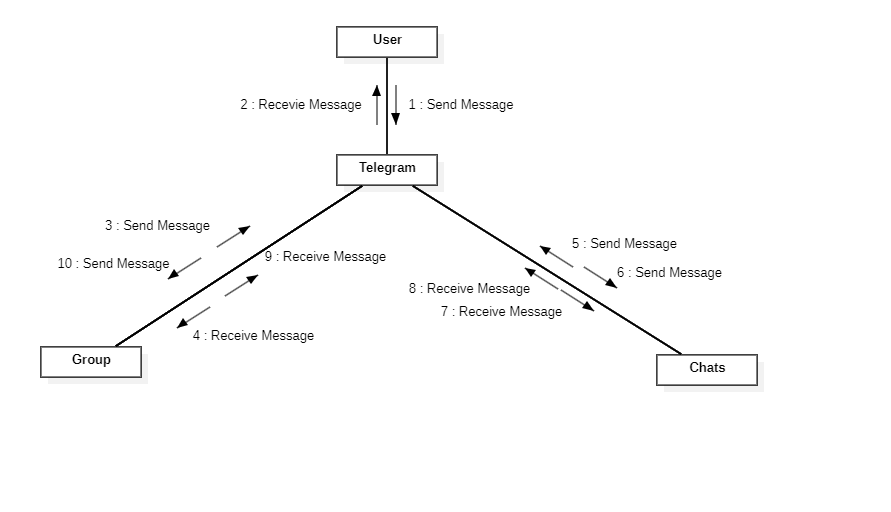 User
2 : Recevie Message
1 : Send Message
Telegram
3 : Send Message
5 : Send Message
9 : Receive Message
10 : Send Message
6 : Send Message
8 : Receive Message
7 : Receive Message
4 : Receive Message
Group
Chats